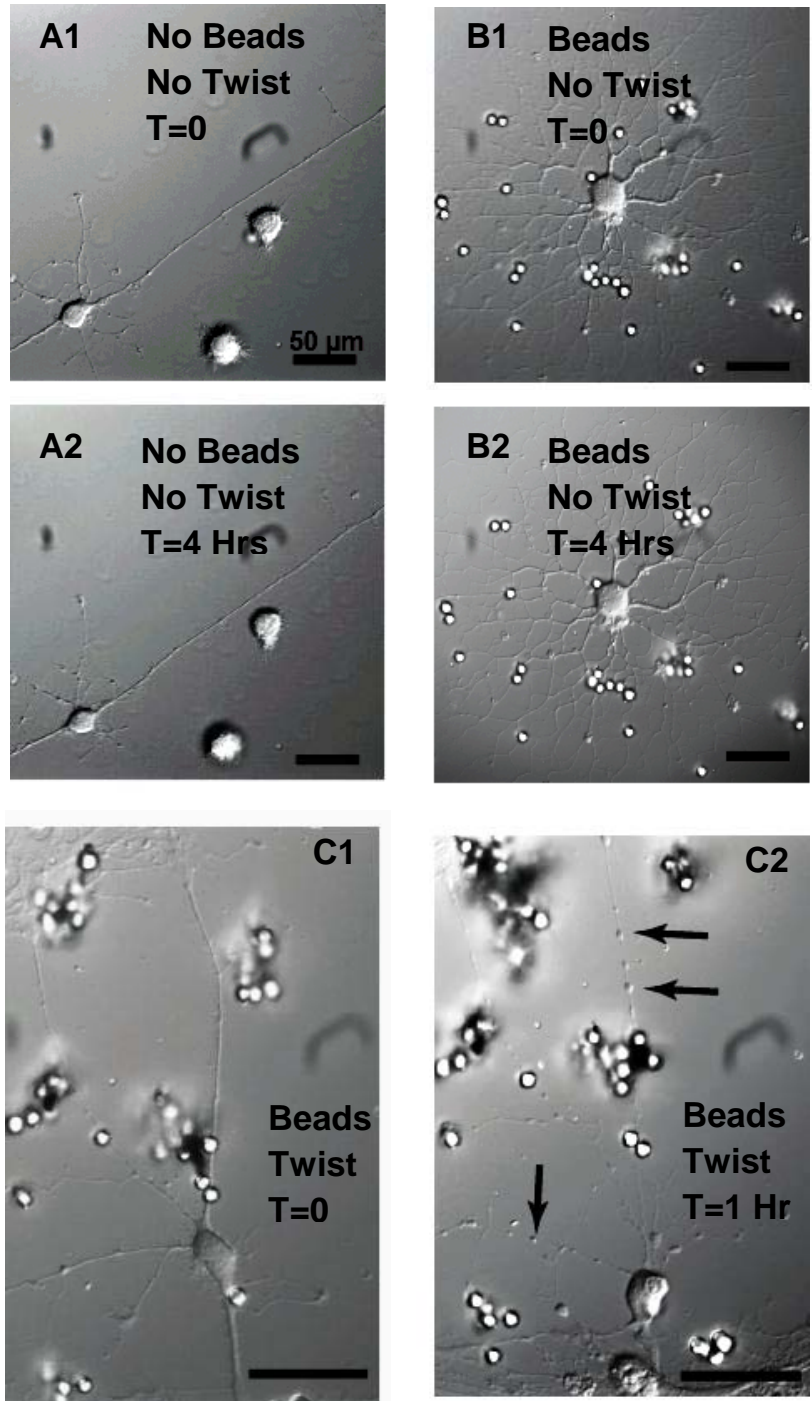 A1
No Beads
No Twist
T=0
50 µm
B1
Beads
No Twist
T=0
A2
No Beads
No Twist
T=4 Hrs
B2
Beads
No Twist
T=4 Hrs
C1
Beads
Twist
T=0
C2
Beads
Twist
T=1 Hr